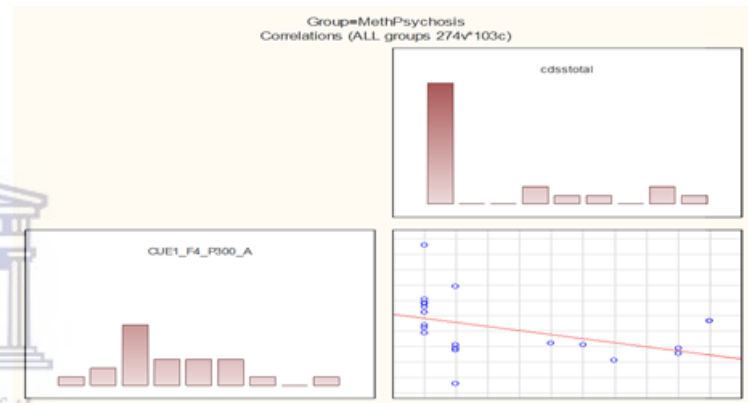 Group=MethPsychosis
Correlations (ALL groups 274v*103c)
cdsstotal
CUE1_F4_P300_A